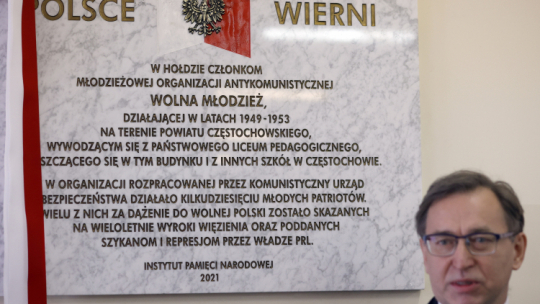 POLSCE WIERNI
W HOŁDZIE CZŁONKOM
MŁODZIEŻOWEJ ORGANIZACJI ANTYKOMUNISTYCZNEJ
WOLNA MŁODZIEŻ,
DZIAŁAJĄCEJ W LATACH 1949-1953
NA TERENIE POWIATU CZĘSTOCHOWSKIEGO,
WYWODZĄCYM SIĘ Z PAŃSTWOWEGO LICEUM PEDAGOGICZNEGO,
SZCZĄCEGO SIĘ W TYM BUDYNKU I Z INNYCH SZKÓŁ W CZĘSTOCHOWIE.
W ORGANIZACJI ROZPRACOWANEJ PRZEZ KOMUNISTYCZNY URZĄD
BEZPIECZEŃSTWA DZIAŁAŁO KILKUDZIESIĘCIU MŁODYCH PATRIOTÓW.
WIELU Z NICH ZA DĄŻENIE DO WOLNEJ POLSKI ZOSTAŁO SKAZANYCH
NA WIELOLETNIE WYROKI WIĘZIENIA ORAZ PODDANYCH
SZYKANOM I REPRESJOM PRZEZ WŁADZE PRL.
INSTYTUT PAMIĘCI NARODOWEJ
2021